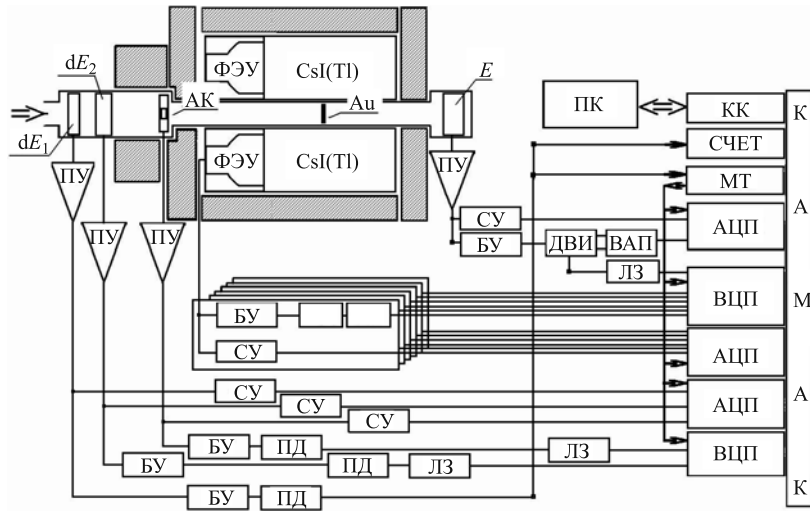 dE₂
ФЭУ
CsI(Tl)
E
АК
Au
ПК
КК
К
dE₁
СЧЕТ
ФЭУ
CsI(Tl)
ПУ
ПУ
МТ
ПУ
ПУ
СУ
АЦП
А
БУ
ДВИ
ВАП
ЛЗ
ВЦП
М
БУ
СУ
АЦП
СУ
АЦП
А
СУ
СУ
БУ
ПД
ЛЗ
ВЦП
БУ
ПД
ЛЗ
БУ
ПД
К